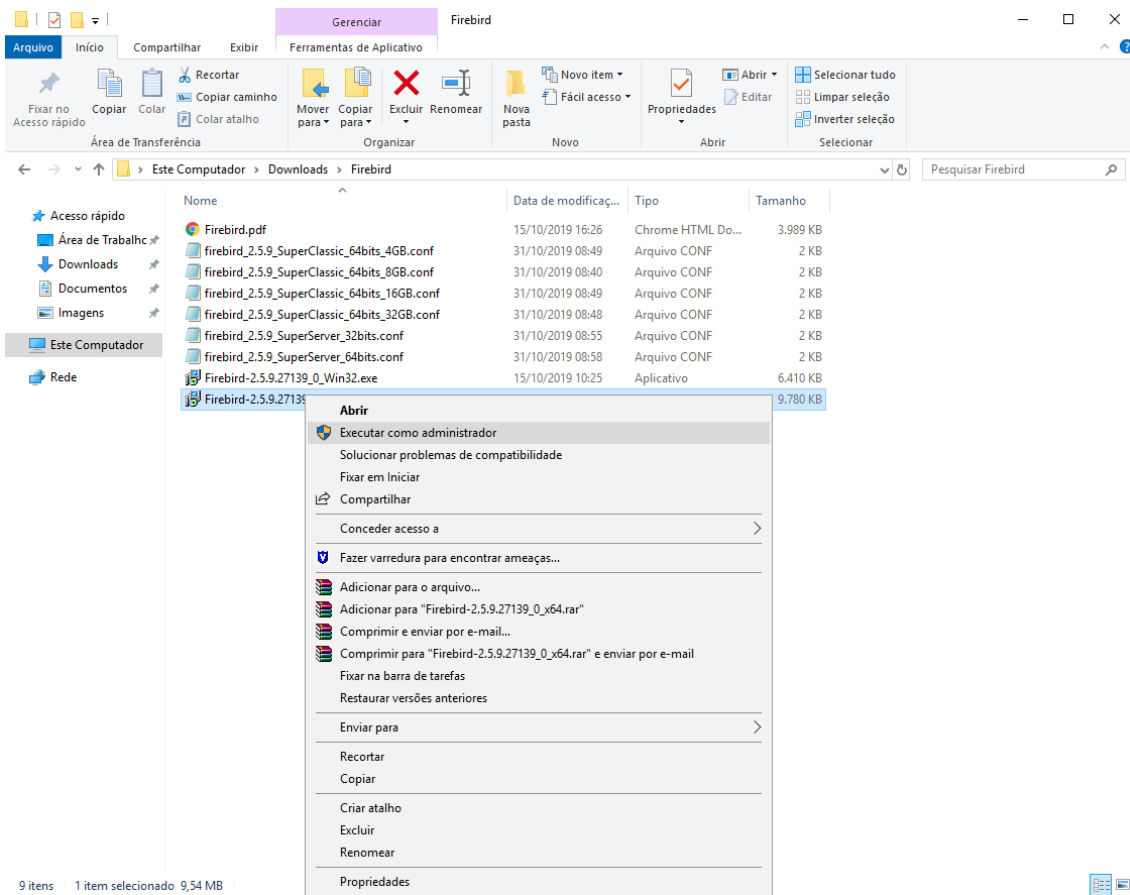 Gerenciar
Firebird
Arquivo Início Compartilhar Exibir Ferramentas de Aplicativo
Fixar no Acesso rápido
Copiar
Colar
Recortar
Copiar caminho
Colar atalho
Área de Transferência
Mover para
Copiar para
Excluir
Renomear
Organizar
Nova pasta
Novo item
Fácil acesso
Novo
Propriedades
Abrir
Editar
Abrir
Selecionar tudo
Limpar seleção
Inverter seleção
Selecionar
Este Computador > Downloads > Firebird
Pesquisar Firebird
Acesso rápido
Área de Trabalho
Downloads
Documentos
Imagens
Este Computador
Rede
Nome Data de modificaç... Tipo Tamanho
Firebird.pdf 15/10/2019 16:26 Chrome HTML Do... 3.989 KB
firebird_2.5.9_SuperClassic_64bits_4GB.conf 31/10/2019 08:49 Arquivo CONF 2 KB
firebird_2.5.9_SuperClassic_64bits_8GB.conf 31/10/2019 08:40 Arquivo CONF 2 KB
firebird_2.5.9_SuperClassic_64bits_16GB.conf 31/10/2019 08:49 Arquivo CONF 2 KB
firebird_2.5.9_SuperClassic_64bits_32GB.conf 31/10/2019 08:48 Arquivo CONF 2 KB
firebird_2.5.9_SuperServer_32bits.conf 31/10/2019 08:55 Arquivo CONF 2 KB
firebird_2.5.9_SuperServer_64bits.conf 31/10/2019 08:58 Arquivo CONF 2 KB
Firebird-2.5.9.27139_0_Win32.exe 15/10/2019 10:25 Aplicativo 6.410 KB
Firebird-2.5.9.27139 9.780 KB
Abrir
Executar como administrador
Solucionar problemas de compatibilidade
Fixar em Iniciar
Compartilhar
Conceder acesso a
Fazer varredura para encontrar ameaças...
Adicionar para o arquivo...
Adicionar para "Firebird-2.5.9.27139_0_x64.rar"
Comprimir e enviar por e-mail...
Comprimir para "Firebird-2.5.9.27139_0_x64.rar" e enviar por e-mail
Fixar na barra de tarefas
Restaurar versões anteriores
Enviar para
Recortar
Copiar
Criar atalho
Excluir
Renomear
Propriedades
9 itens 1 item selecionado 9,54 MB